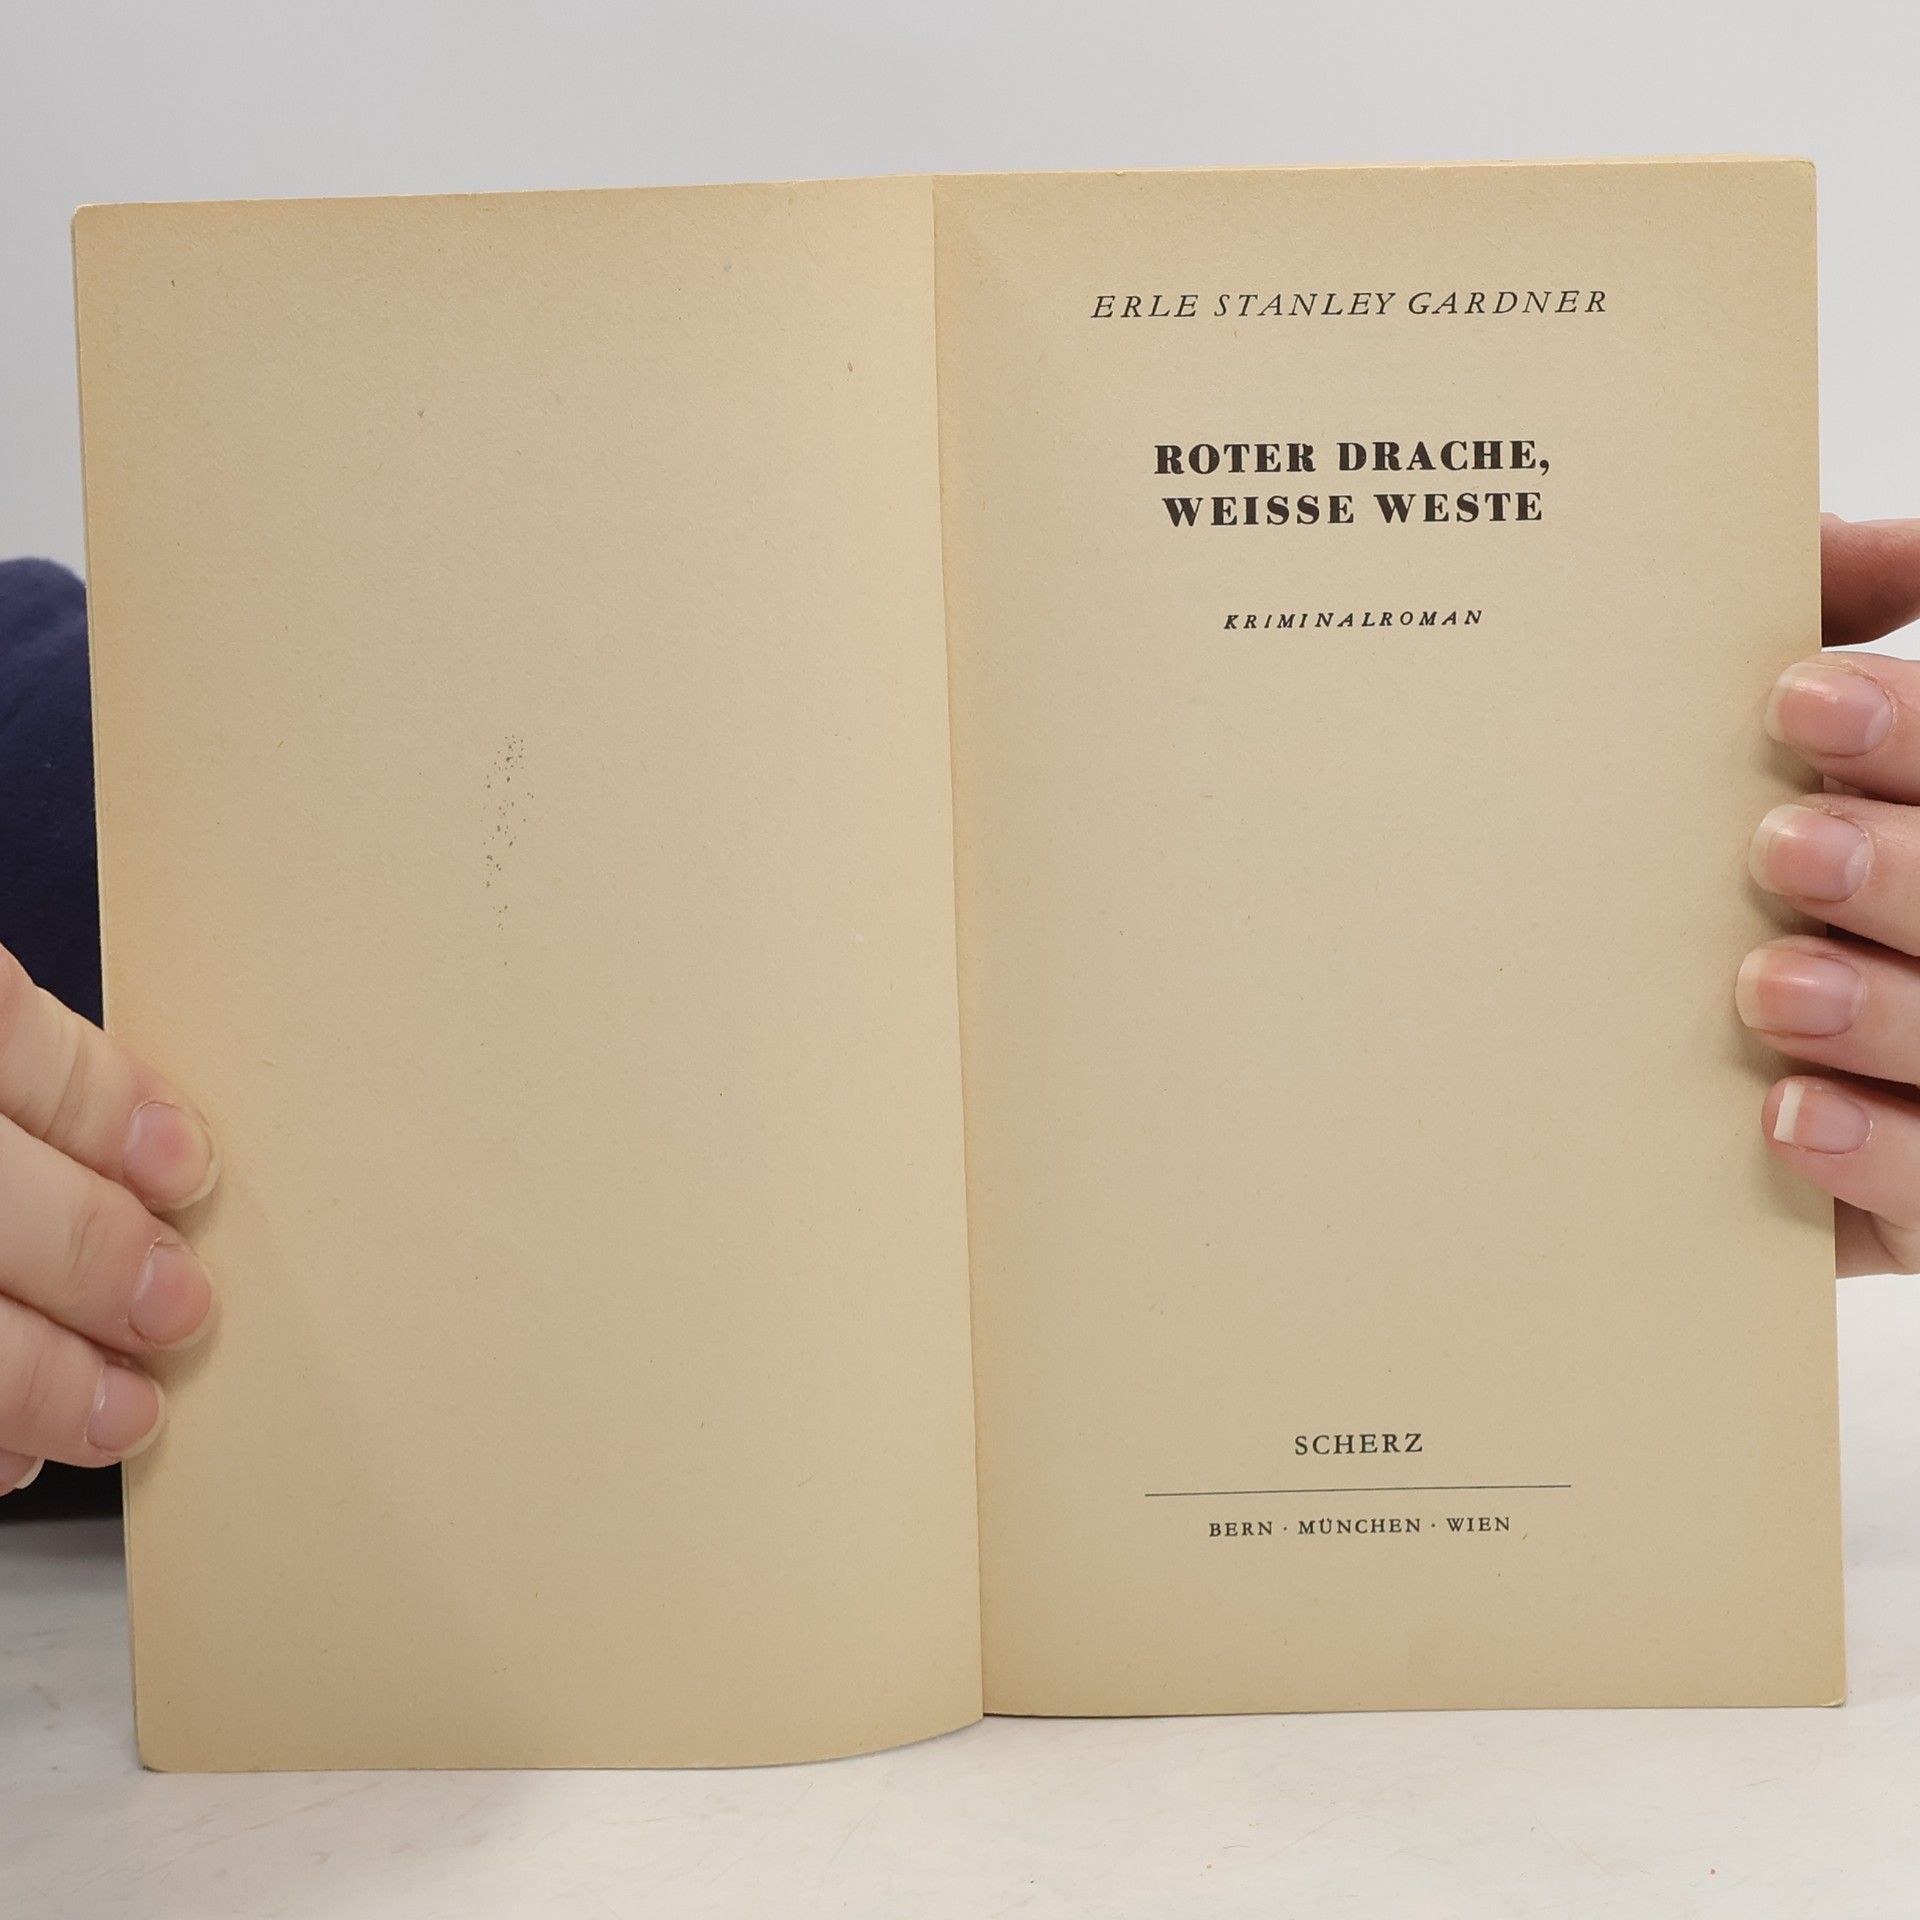 ERLE STANLEY GARDNER
ROTER DRACHE,
WEISSE WESTE
KRIMINALROMAN
SCHERZ
BERN · MÜNCHEN · WIEN